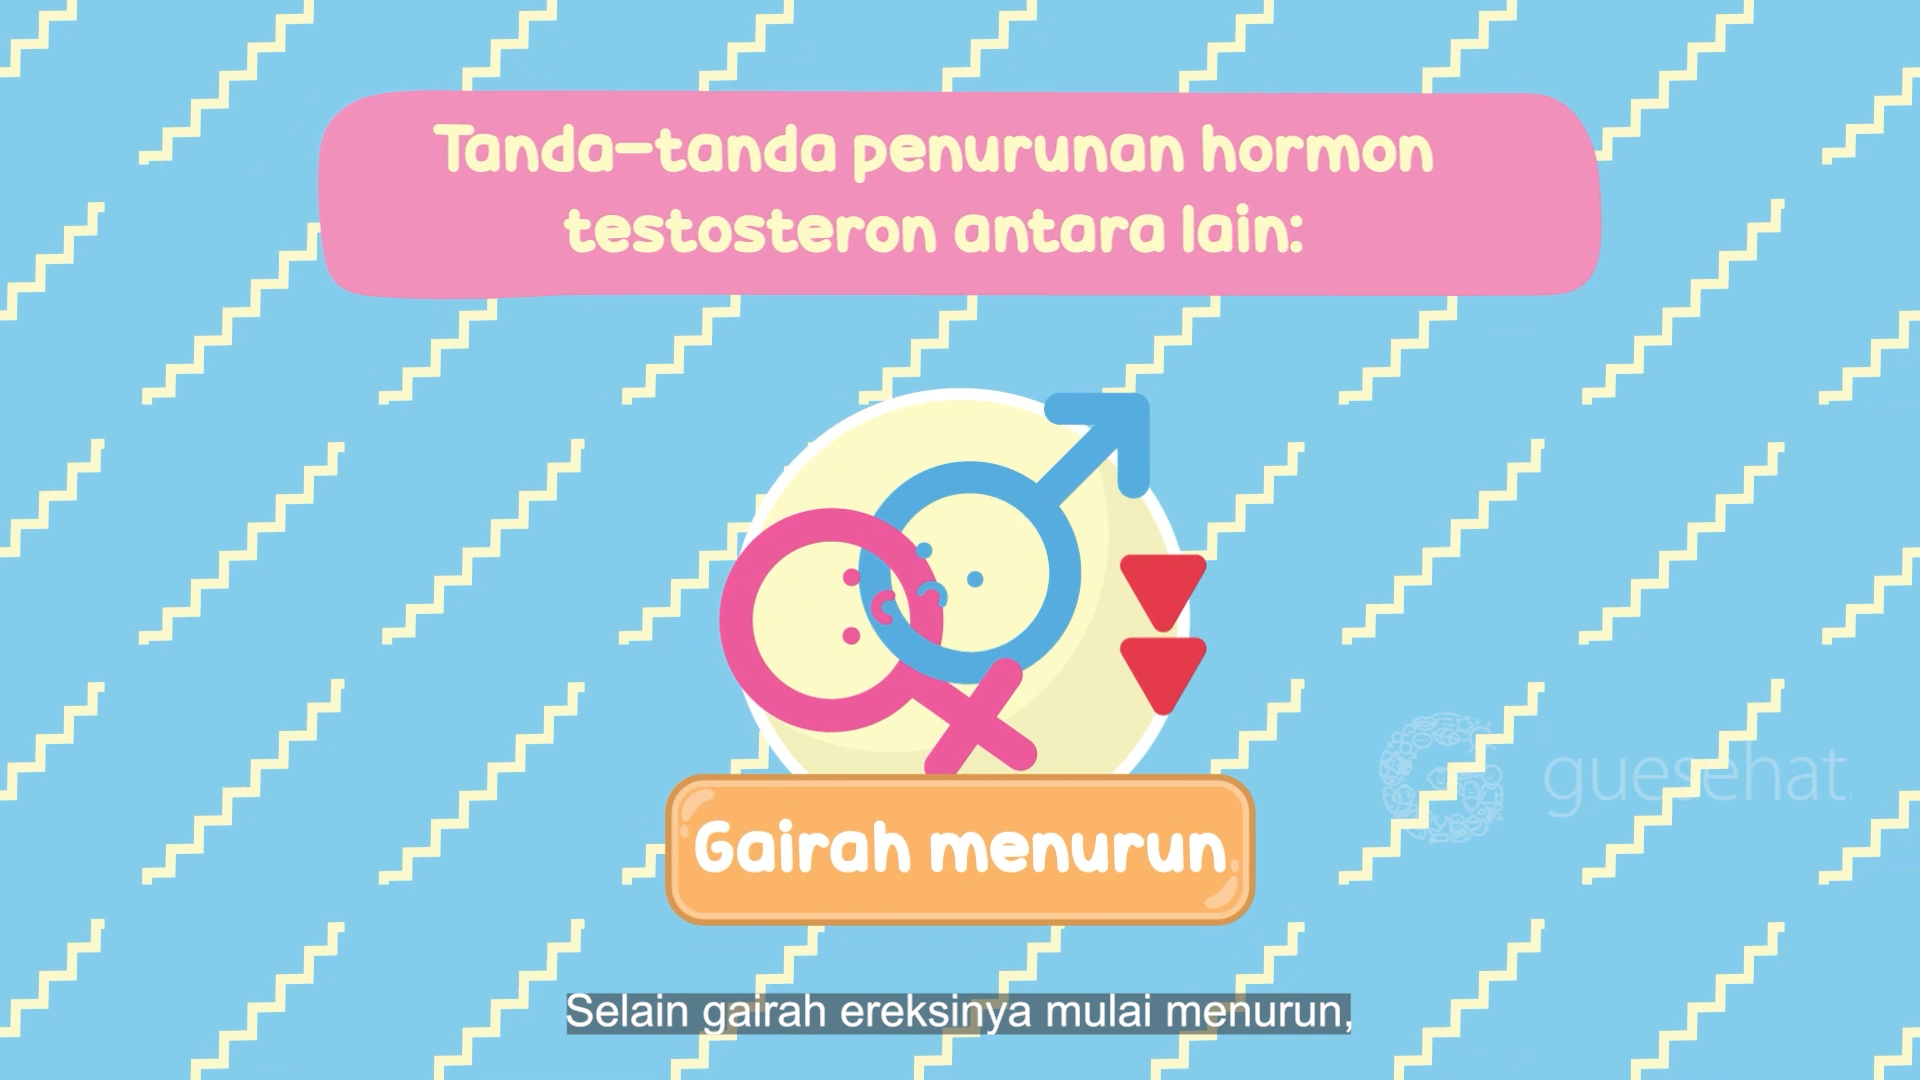 Tanda-tanda penurunan hormon
testosteron antara lain:
guesehat.
Gairah menurun
Selain gairah ereksinya mulai menurun,